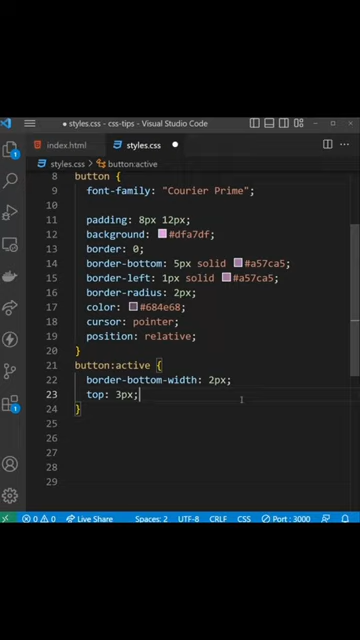 styles.css - css-tips - Visual Studio Code
index.html
styles.css
styles.css > button:active
8 button {
9 font-family: "Courier Prime";
10
11 padding: 8px 12px;
12 background: #dfa7df;
13 border: 0;
14 border-bottom: 5px solid #a57ca5;
15 border-left: 1px solid #a57ca5;
16 border-radius: 2px;
17 color: #684e68;
18 cursor: pointer;
19 position: relative;
20 }
21 button:active {
22 border-bottom-width: 2px;
23 top: 3px;
24 }
25
26
27
28
29
0 0 Live Share Spaces: 2 UTF-8 CRLF CSS Port : 3000